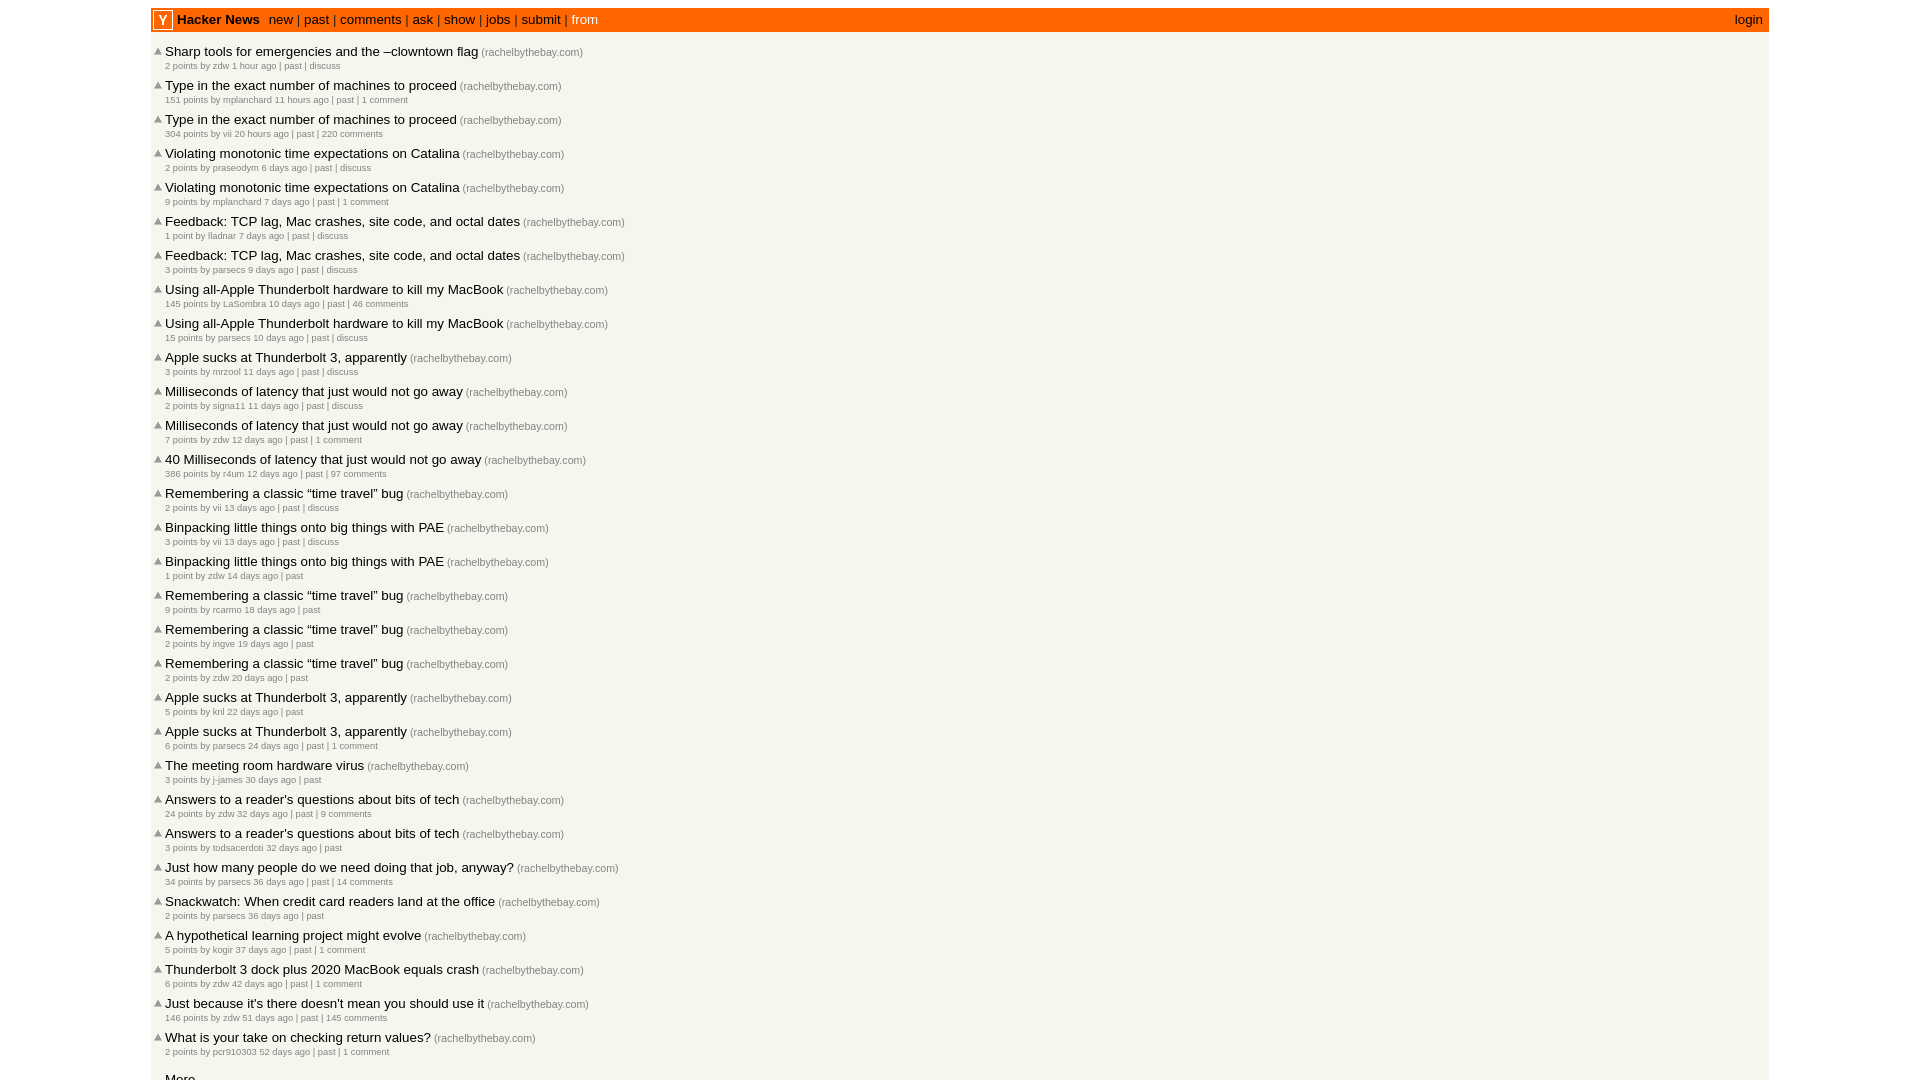 Y Hacker News new | past | comments | ask | show | jobs | submit | from login
Sharp tools for emergencies and the –clowntown flag (rachelbythebay.com)
2 points by zdw 1 hour ago | past | discuss
Type in the exact number of machines to proceed (rachelbythebay.com)
151 points by mplanchard 11 hours ago | past | 1 comment
Type in the exact number of machines to proceed (rachelbythebay.com)
304 points by vii 20 hours ago | past | 220 comments
Violating monotonic time expectations on Catalina (rachelbythebay.com)
2 points by praseodym 6 days ago | past | discuss
Violating monotonic time expectations on Catalina (rachelbythebay.com)
9 points by mplanchard 7 days ago | past | 1 comment
Feedback: TCP lag, Mac crashes, site code, and octal dates (rachelbythebay.com)
1 point by lladnar 7 days ago | past | discuss
Feedback: TCP lag, Mac crashes, site code, and octal dates (rachelbythebay.com)
3 points by parsecs 9 days ago | past | discuss
Using all-Apple Thunderbolt hardware to kill my MacBook (rachelbythebay.com)
145 points by LaSombra 10 days ago | past | 46 comments
Using all-Apple Thunderbolt hardware to kill my MacBook (rachelbythebay.com)
15 points by parsecs 10 days ago | past | discuss
Apple sucks at Thunderbolt 3, apparently (rachelbythebay.com)
3 points by mrzool 11 days ago | past | discuss
Milliseconds of latency that just would not go away (rachelbythebay.com)
2 points by signa11 11 days ago | past | discuss
Milliseconds of latency that just would not go away (rachelbythebay.com)
7 points by zdw 12 days ago | past | 1 comment
40 Milliseconds of latency that just would not go away (rachelbythebay.com)
386 points by r4um 12 days ago | past | 97 comments
Remembering a classic “time travel” bug (rachelbythebay.com)
2 points by vii 13 days ago | past | discuss
Binpacking little things onto big things with PAE (rachelbythebay.com)
3 points by vii 13 days ago | past | discuss
Binpacking little things onto big things with PAE (rachelbythebay.com)
1 point by zdw 14 days ago | past
Remembering a classic “time travel” bug (rachelbythebay.com)
9 points by rcarmo 18 days ago | past
Remembering a classic “time travel” bug (rachelbythebay.com)
2 points by ingve 19 days ago | past
Remembering a classic “time travel” bug (rachelbythebay.com)
2 points by zdw 20 days ago | past
Apple sucks at Thunderbolt 3, apparently (rachelbythebay.com)
5 points by knl 22 days ago | past
Apple sucks at Thunderbolt 3, apparently (rachelbythebay.com)
6 points by parsecs 24 days ago | past | 1 comment
The meeting room hardware virus (rachelbythebay.com)
3 points by j-james 30 days ago | past
Answers to a reader's questions about bits of tech (rachelbythebay.com)
24 points by zdw 32 days ago | past | 9 comments
Answers to a reader's questions about bits of tech (rachelbythebay.com)
3 points by todsacerdoti 32 days ago | past
Just how many people do we need doing that job, anyway? (rachelbythebay.com)
34 points by parsecs 36 days ago | past | 14 comments
Snackwatch: When credit card readers land at the office (rachelbythebay.com)
2 points by parsecs 36 days ago | past
A hypothetical learning project might evolve (rachelbythebay.com)
5 points by kogir 37 days ago | past | 1 comment
Thunderbolt 3 dock plus 2020 MacBook equals crash (rachelbythebay.com)
6 points by zdw 42 days ago | past | 1 comment
Just because it's there doesn't mean you should use it (rachelbythebay.com)
146 points by zdw 51 days ago | past | 145 comments
What is your take on checking return values? (rachelbythebay.com)
2 points by pcr910303 52 days ago | past | 1 comment
More